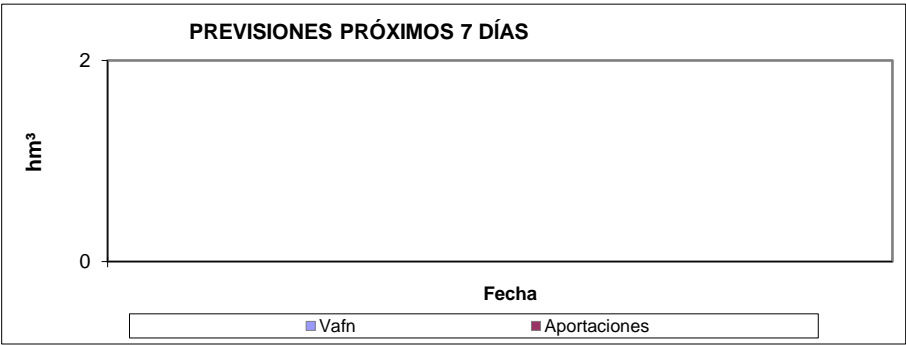 PREVISIONES PRÓXIMOS 7 DÍAS
2
hm³
0
Fecha
Vafn Aportaciones